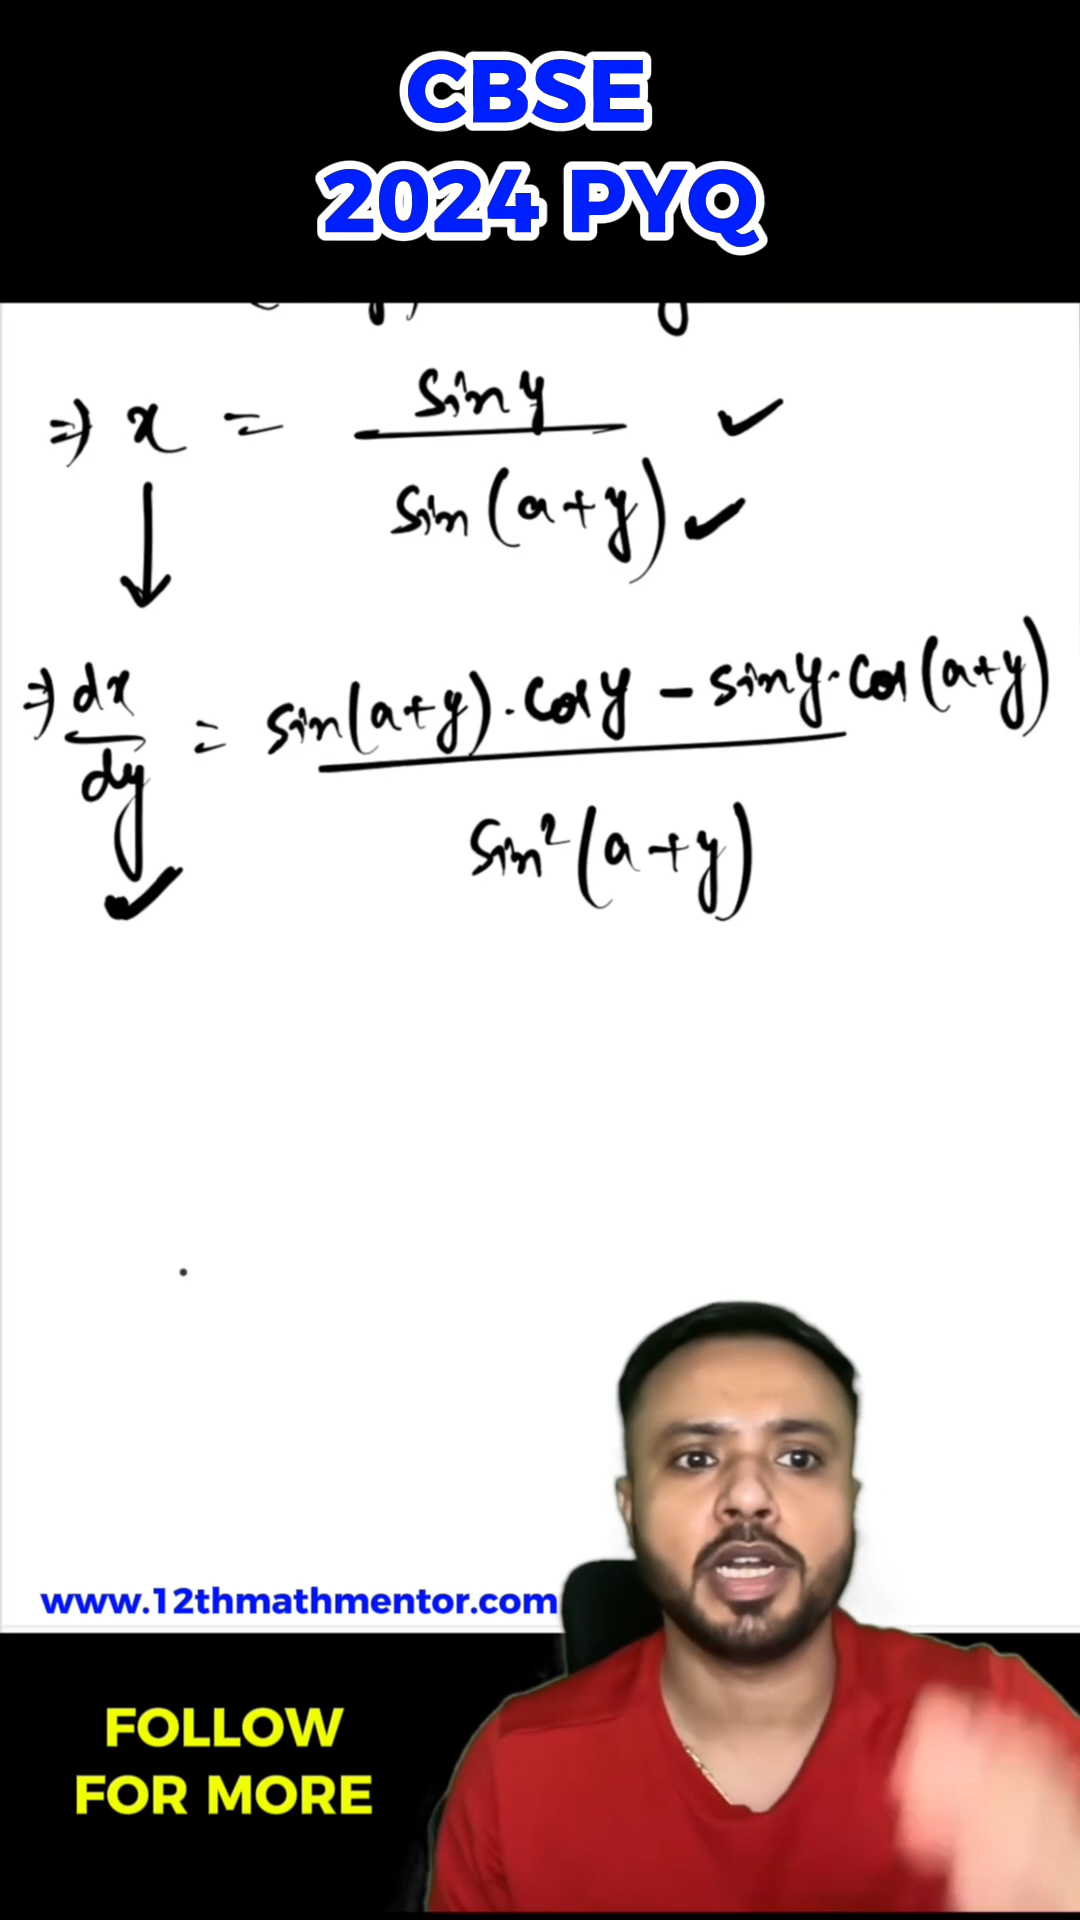 CBSE
2024 PYQ
⇒ x = sin y / sin (a+y) ✓ ✓
⇒ dx/dy = sin(a+y) · cos y − sin y · cos (a+y) / sin² (a+y)
www.12thmathmentor.com
FOLLOW
FOR MORE